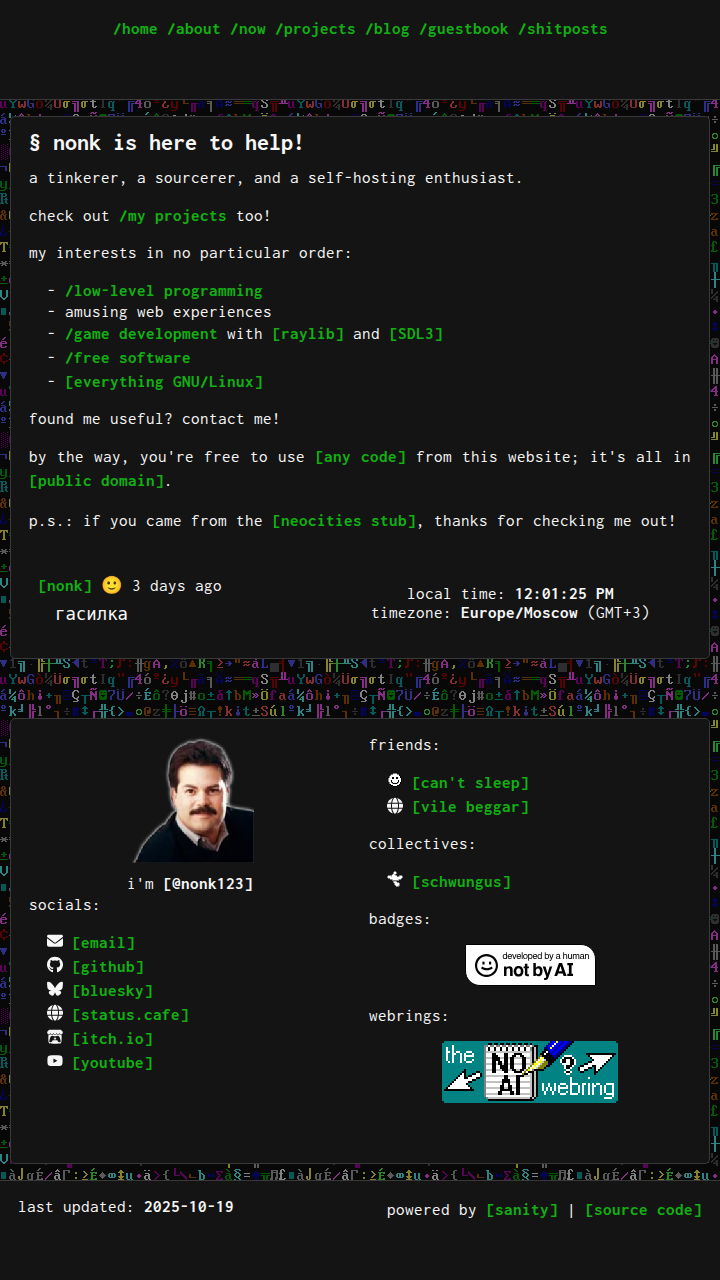 /home /about /now /projects /blog /guestbook /shitposts
§ nonk is here to help!
a tinkerer, a sourcerer, and a self-hosting enthusiast.
check out /my projects too!
my interests in no particular order:
- /low-level programming
- amusing web experiences
- /game development with [raylib] and [SDL3]
- /free software
- [everything GNU/Linux]
found me useful? contact me!
by the way, you're free to use [any code] from this website; it's all in
[public domain].
p.s.: if you came from the [neocities stub], thanks for checking me out!
[nonk] 🙂 3 days ago
гасилка
local time: 12:01:25 PM
timezone: Europe/Moscow (GMT+3)
i'm [@nonk123]
socials:
[email]
[github]
[bluesky]
[status.cafe]
[itch.io]
[youtube]
friends:
[can't sleep]
[vile beggar]
collectives:
[schwungus]
badges:
developed by a human
not by AI
webrings:
the NO AI ? webring
last updated: 2025-10-19
powered by [sanity] | [source code]